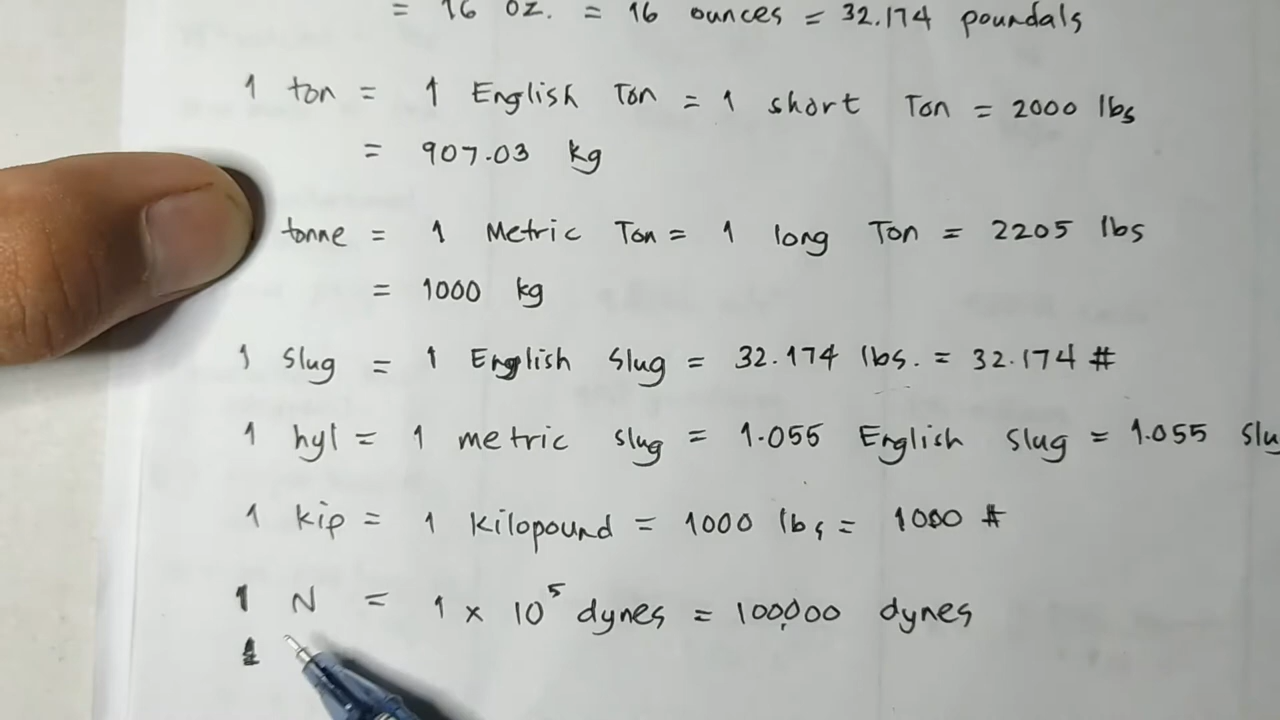 = 16 oz. = 16 ounces = 32.174 poundals
1 ton = 1 English Ton = 1 short Ton = 2000 lbs
= 907.03 kg
tonne = 1 Metric Ton = 1 long Ton = 2205 lbs
= 1000 kg
1 slug = 1 English Slug = 32.174 lbs. = 32.174 #
1 hyl = 1 metric slug = 1.055 English slug = 1.055 slu
1 kip = 1 kilopound = 1000 lbs = 1000 #
1 N = 1 x 10⁵ dynes = 100,000 dynes
1